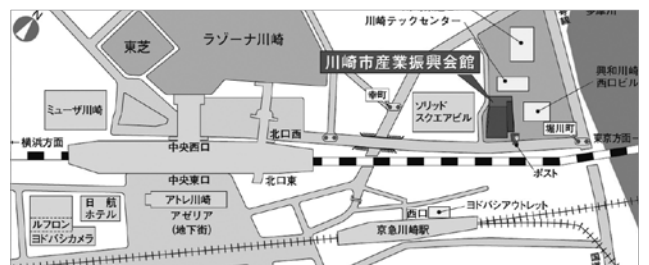 N
川崎テックセンター
東芝
ラゾーナ川崎
川崎市産業振興会館
興和川崎
西口ビル
幸町
ミューザ川崎
ソリッド
スクエアビル
堀川町
北口西
←横浜方面
中央西口
東京方面→
ポスト
中央東口
北口東
日航
ホテル
アトレ川崎
アゼリア
(地下街)
西口
ヨドバシアウトレット
ルフロン
ヨドバシカメラ
京急川崎駅